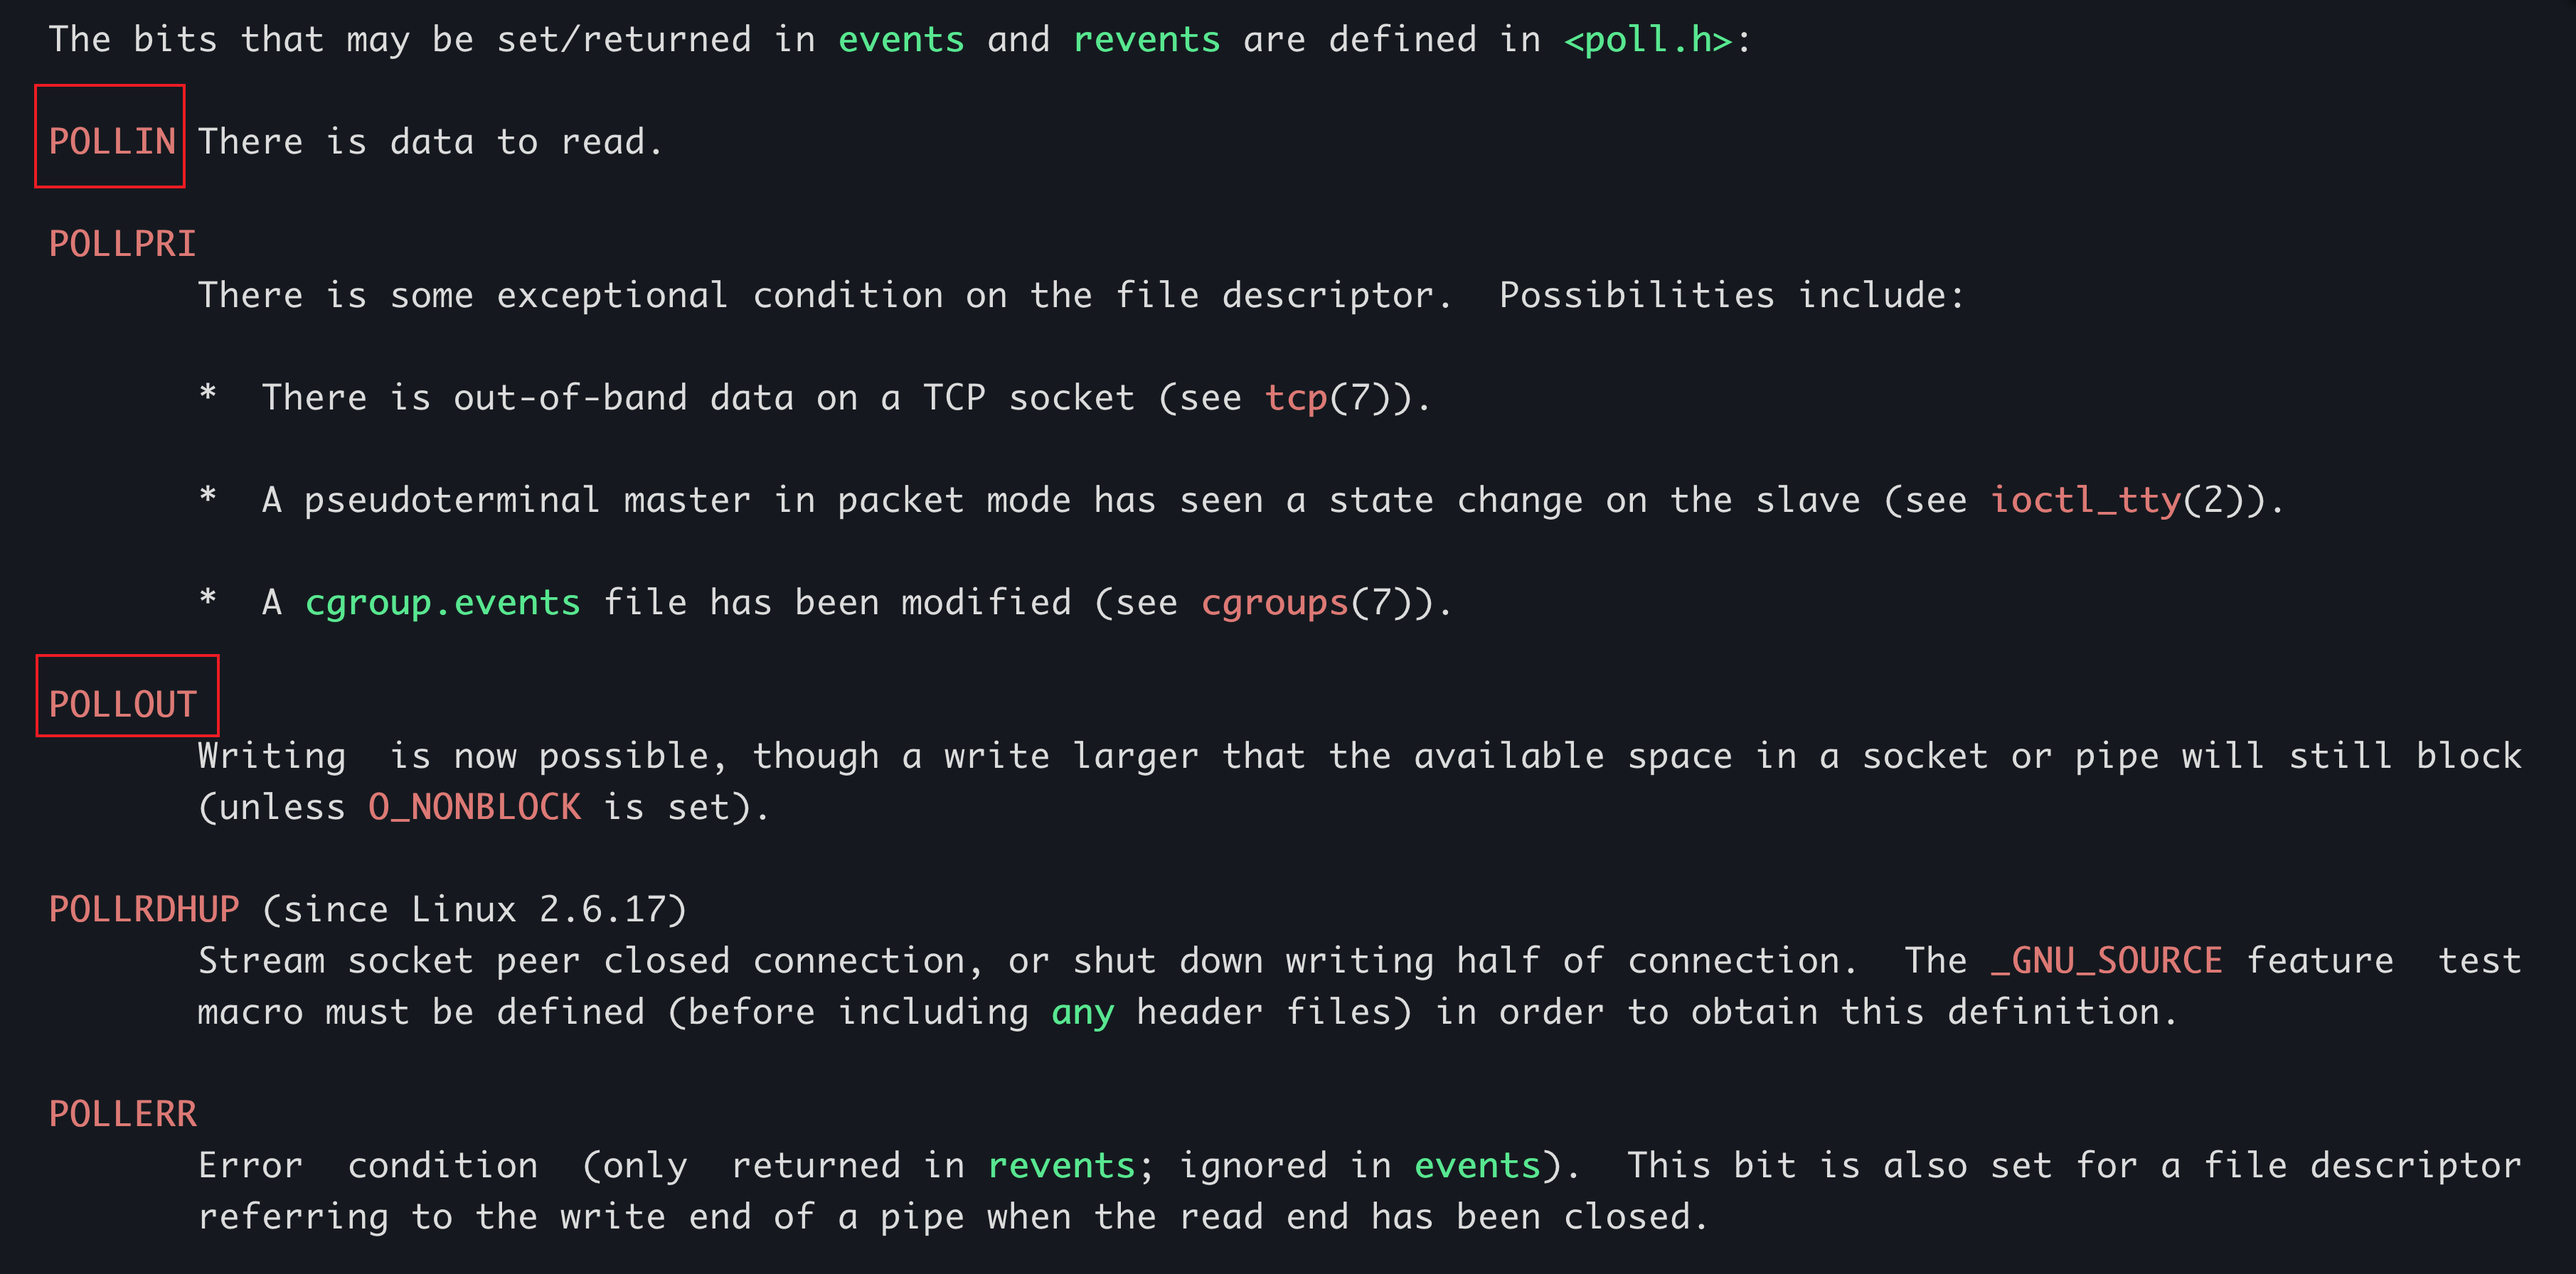 The bits that may be set/returned in events and revents are defined in <poll.h>:
POLLIN There is data to read.
POLLPRI
There is some exceptional condition on the file descriptor.  Possibilities include:
*  There is out-of-band data on a TCP socket (see tcp(7)).
*  A pseudoterminal master in packet mode has seen a state change on the slave (see ioctl_tty(2)).
*  A cgroup.events file has been modified (see cgroups(7)).
POLLOUT
Writing  is now possible, though a write larger that the available space in a socket or pipe will still block
(unless O_NONBLOCK is set).
POLLRDHUP (since Linux 2.6.17)
Stream socket peer closed connection, or shut down writing half of connection.  The _GNU_SOURCE feature  test
macro must be defined (before including any header files) in order to obtain this definition.
POLLERR
Error  condition  (only  returned in revents; ignored in events).  This bit is also set for a file descriptor
referring to the write end of a pipe when the read end has been closed.